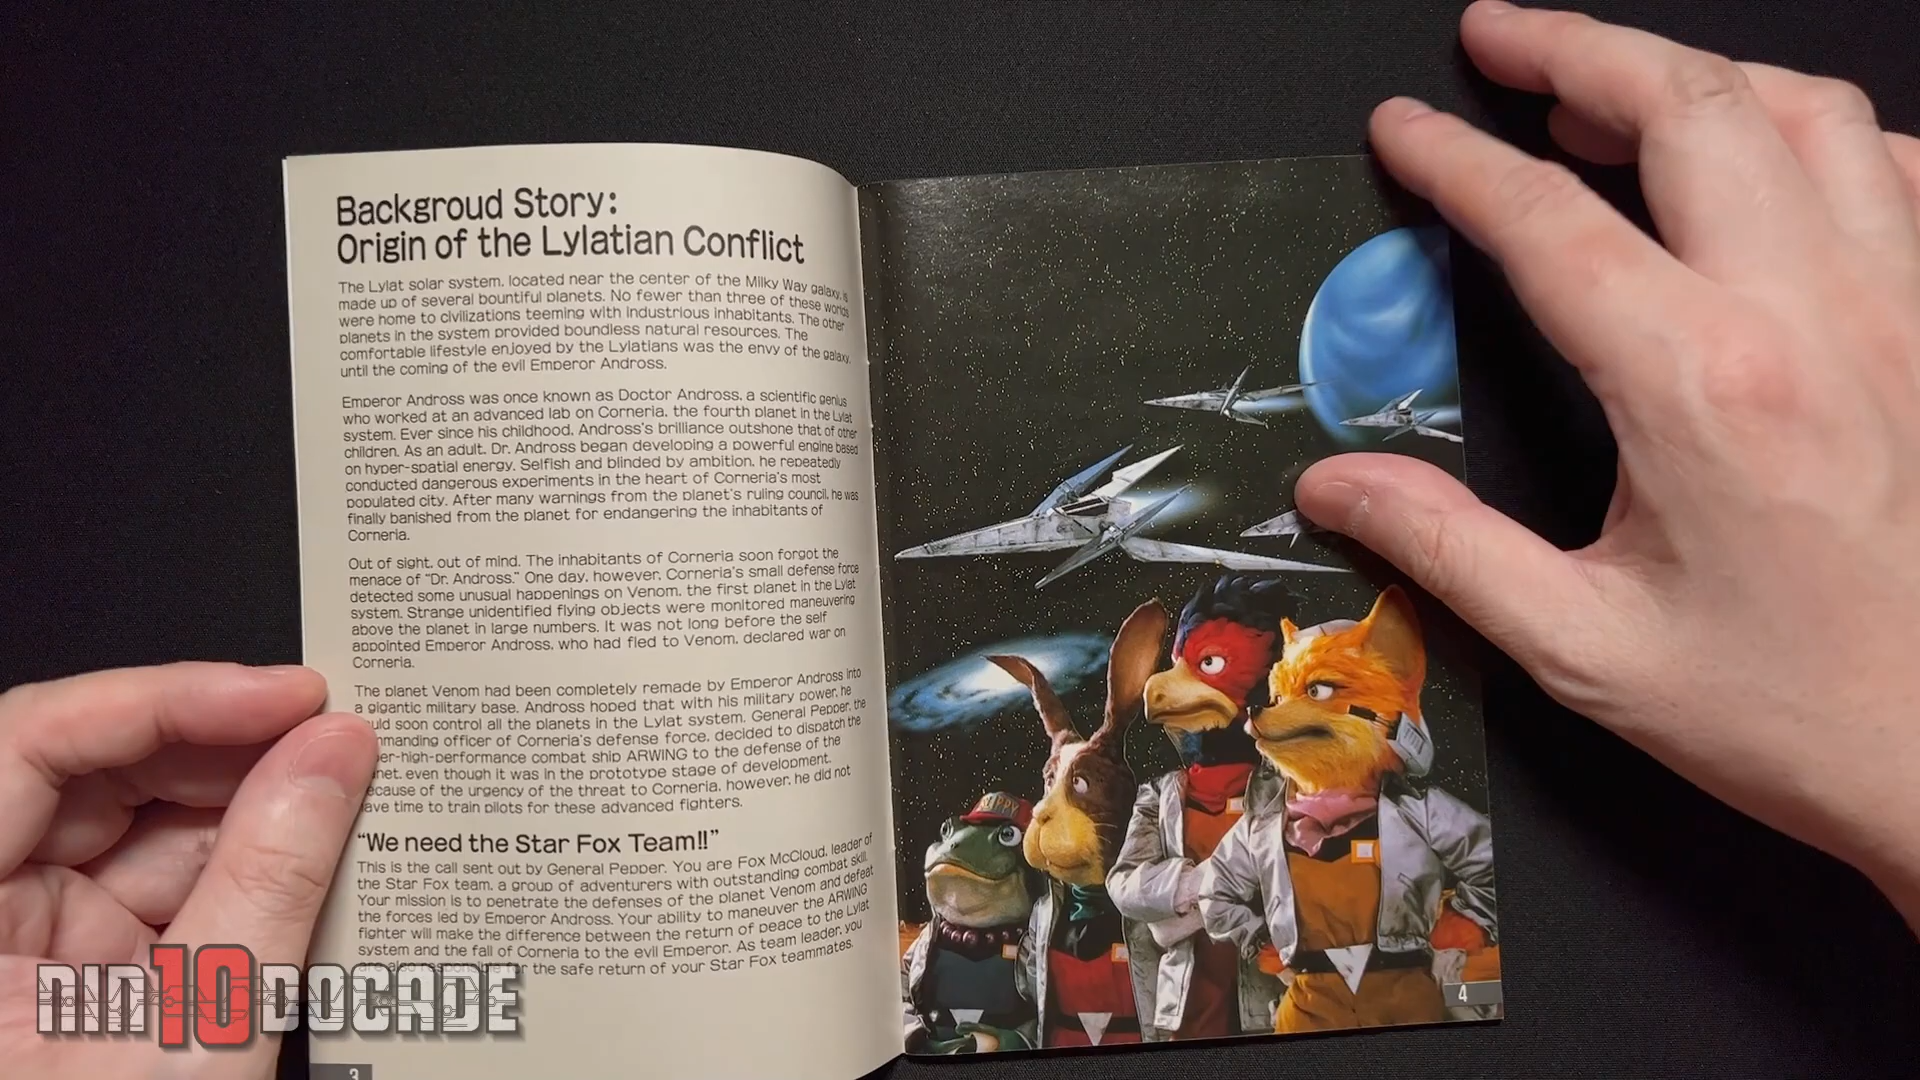 Backgroud Story:
Origin of the Lylatian Conflict
The Lylat solar system, located near the center of the Milky Way galaxy, is
made up of several bountiful planets. No fewer than three of these worlds
were home to civilizations teeming with industrious inhabitants. The other
planets in the system provided boundless natural resources. The
comfortable lifestyle enjoyed by the Lylatians was the envy of the galaxy,
until the coming of the evil Emperor Andross.
Emperor Andross was once known as Doctor Andross, a scientific genius
who worked at an advanced lab on Corneria, the fourth planet in the Lylat
system. Ever since his childhood, Andross's brilliance outshone that of other
children. As an adult, Dr. Andross began developing a powerful engine based
on hyper-spatial energy. Selfish and blinded by ambition, he repeatedly
conducted dangerous experiments in the heart of Corneria's most
populated city. After many warnings from the planet's ruling council, he was
finally banished from the planet for endangering the inhabitants of
Corneria.
Out of sight, out of mind. The inhabitants of Corneria soon forgot the
menace of "Dr. Andross." One day, however, Corneria's small defense force
detected some unusual happenings on Venom, the first planet in the Lylat
system. Strange unidentified flying objects were monitored maneuvering
above the planet in large numbers. It was not long before the self
appointed Emperor Andross, who had fled to Venom, declared war on
Corneria.
The planet Venom had been completely remade by Emperor Andross into
a gigantic military base. Andross hoped that with his military power, he
uld soon control all the planets in the Lylat system. General Pepper, the
mmanding officer of Corneria's defense force, decided to dispatch the
per-high-performance combat ship ARWING to the defense of the
net, even though it was in the prototype stage of development.
ecause of the urgency of the threat to Corneria, however, he did not
ave time to train pilots for these advanced fighters.
"We need the Star Fox Team!!"
This is the call sent out by General Pepper. You are Fox McCloud, leader of
the Star Fox team, a group of adventurers with outstanding combat skill.
Your mission is to penetrate the defenses of the planet Venom and defeat
the forces led by Emperor Andross. Your ability to maneuver the ARWING
fighter will make the difference between the return of peace to the Lylat
system and the fall of Corneria to the evil Emperor. As team leader, you
are also responsible for the safe return of your Star Fox teammates.
3
SLIPPY
4
NIN10DOCADE